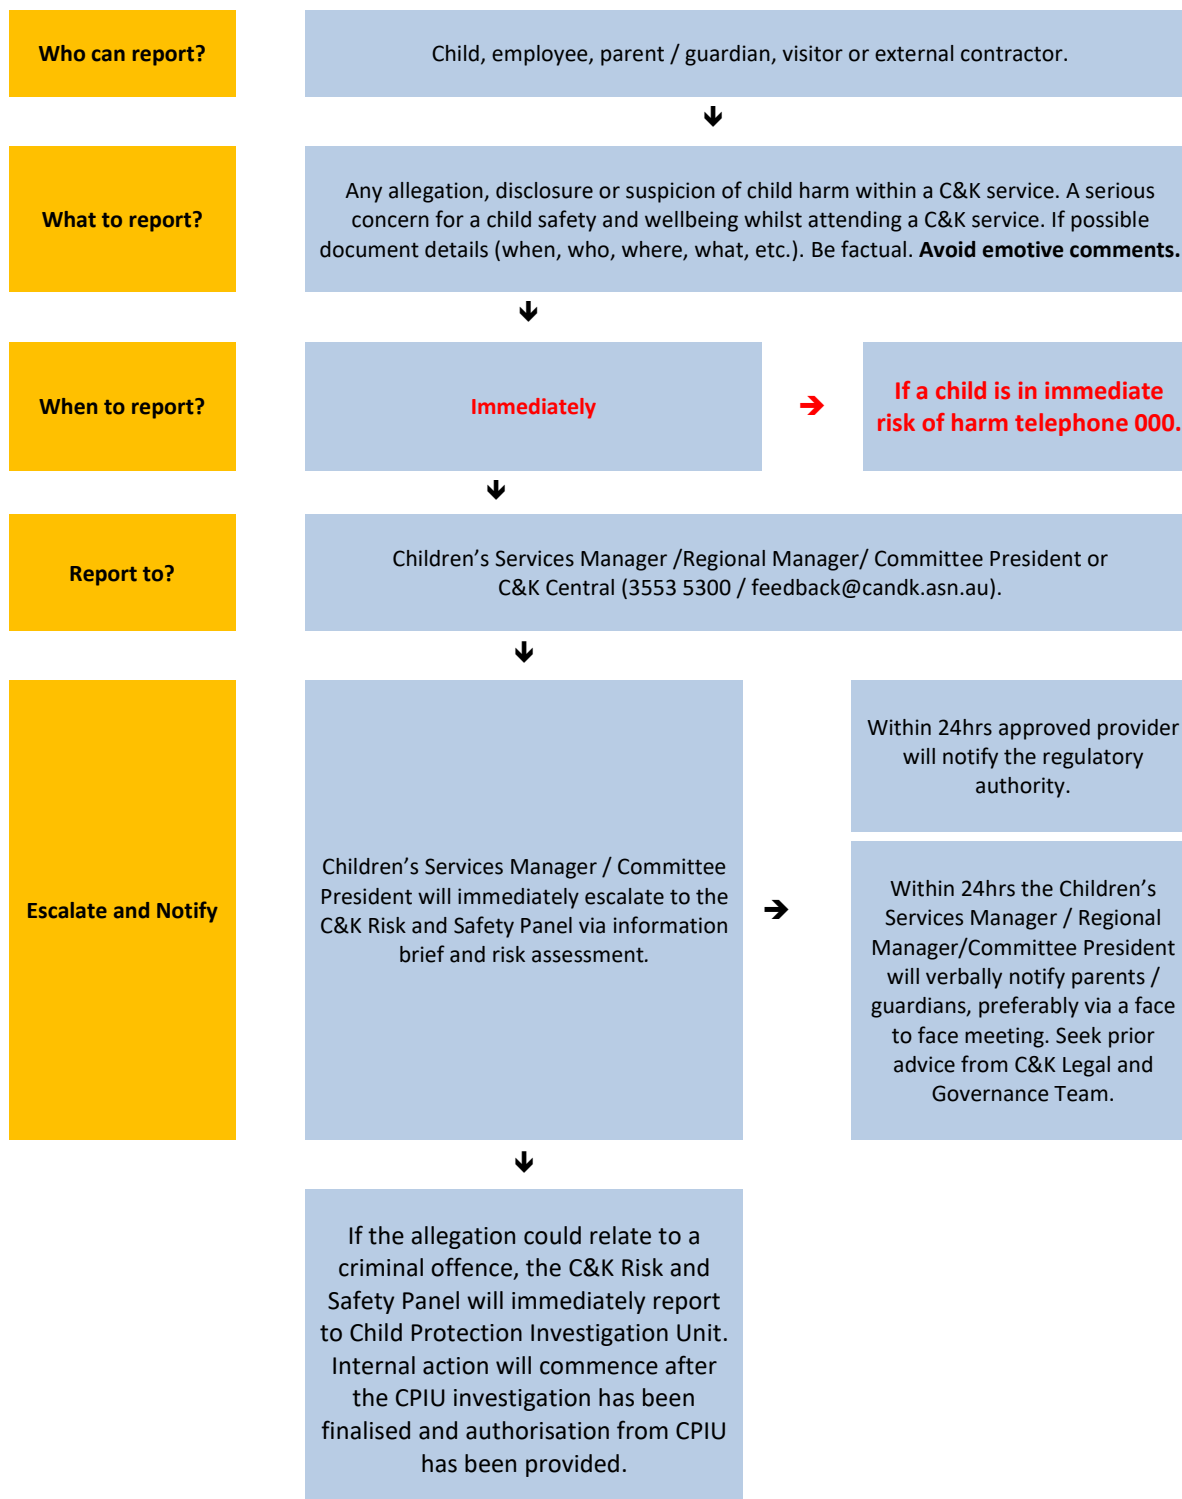 Who can report?
Child, employee, parent / guardian, visitor or external contractor.
What to report?
Any allegation, disclosure or suspicion of child harm within a C&K service. A serious
concern for a child safety and wellbeing whilst attending a C&K service. If possible
document details (when, who, where, what, etc.). Be factual. Avoid emotive comments.
When to report?
Immediately
If a child is in immediate
risk of harm telephone 000.
Report to?
Children’s Services Manager /Regional Manager/ Committee President or
C&K Central (3553 5300 / feedback@candk.asn.au).
Escalate and Notify
Children’s Services Manager / Committee
President will immediately escalate to the
C&K Risk and Safety Panel via information
brief and risk assessment.
Within 24hrs approved provider
will notify the regulatory
authority.
Within 24hrs the Children’s
Services Manager / Regional
Manager/Committee President
will verbally notify parents /
guardians, preferably via a face
to face meeting. Seek prior
advice from C&K Legal and
Governance Team.
If the allegation could relate to a
criminal offence, the C&K Risk and
Safety Panel will immediately report
to Child Protection Investigation Unit.
Internal action will commence after
the CPIU investigation has been
finalised and authorisation from CPIU
has been provided.